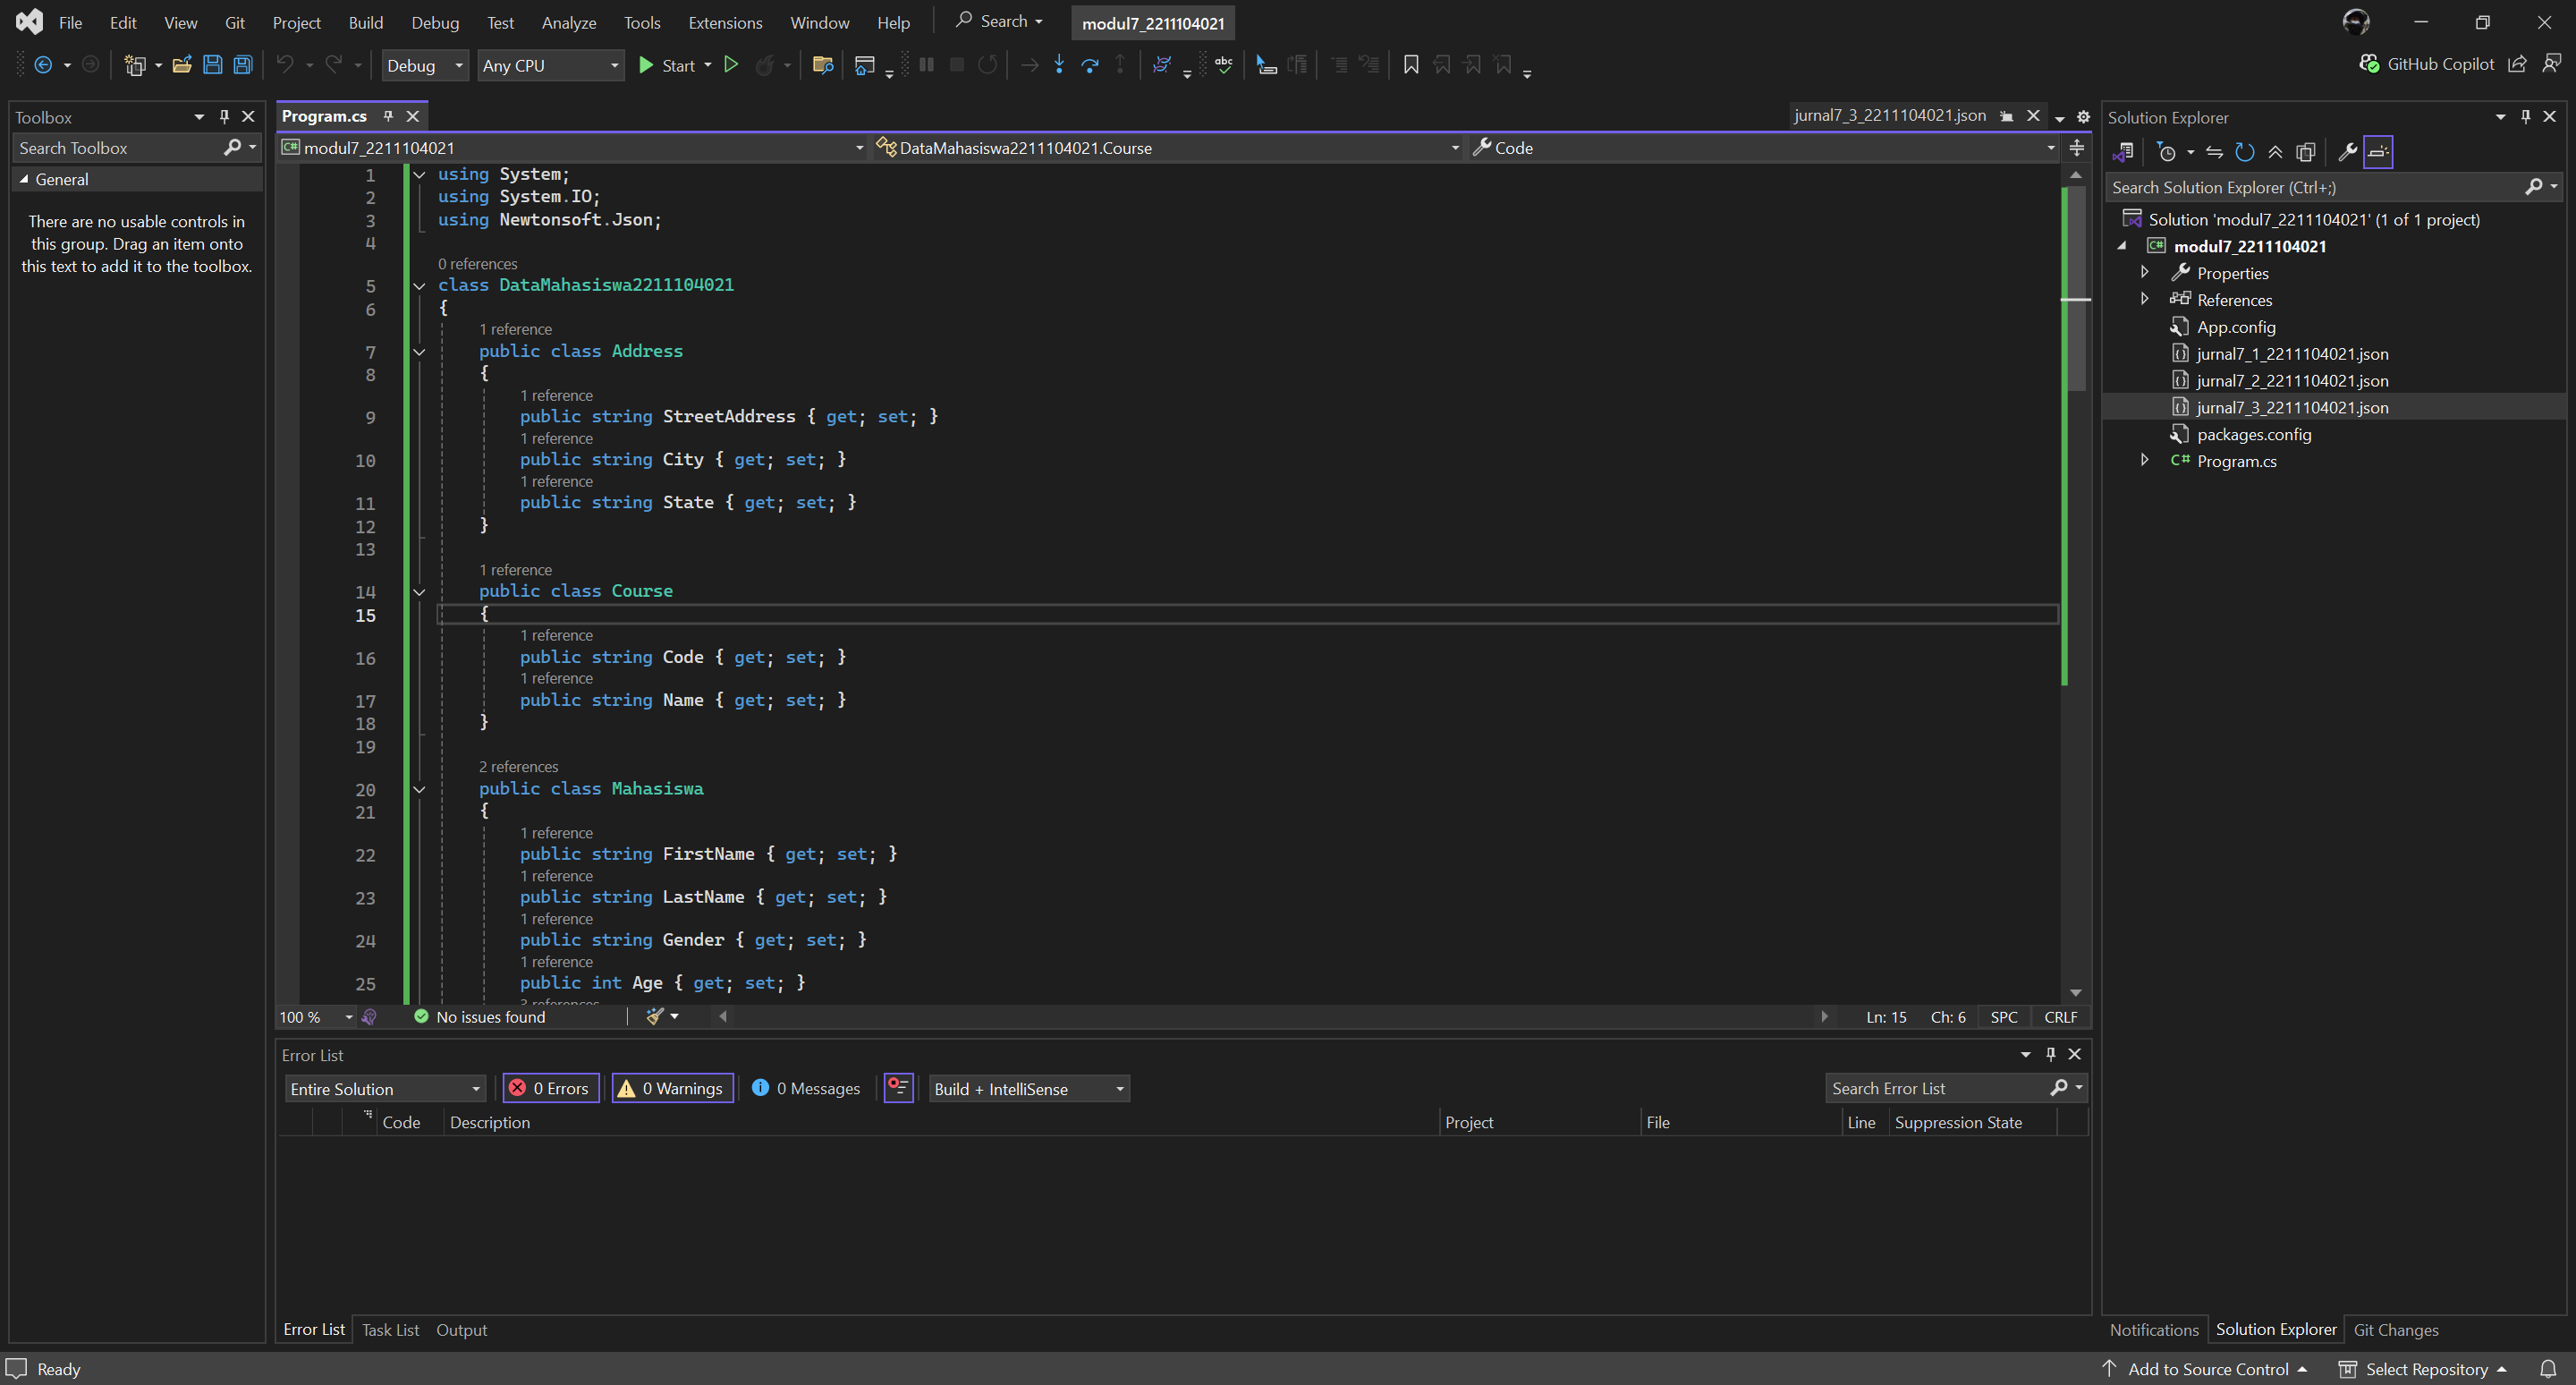 File Edit View Git Project Build Debug Test Analyze Tools Extensions Window Help Search modul7_2211104021
Debug Any CPU Start GitHub Copilot
Toolbox
Search Toolbox
General
There are no usable controls in
this group. Drag an item onto
this text to add it to the toolbox.
Program.cs jurnal7_3_2211104021.json
modul7_2211104021 DataMahasiswa2211104021.Course Code
1 using System;
2 using System.IO;
3 using Newtonsoft.Json;
4
0 references
5 class DataMahasiswa2211104021
6 {
1 reference
7 public class Address
8 {
1 reference
9 public string StreetAddress { get; set; }
1 reference
10 public string City { get; set; }
1 reference
11 public string State { get; set; }
12 }
13
1 reference
14 public class Course
15 {
1 reference
16 public string Code { get; set; }
1 reference
17 public string Name { get; set; }
18 }
19
2 references
20 public class Mahasiswa
21 {
1 reference
22 public string FirstName { get; set; }
1 reference
23 public string LastName { get; set; }
1 reference
24 public string Gender { get; set; }
1 reference
25 public int Age { get; set; }
100 % No issues found Ln: 15 Ch: 6 SPC CRLF
Error List
Entire Solution 0 Errors 0 Warnings 0 Messages Build + IntelliSense Search Error List
Code Description Project File Line Suppression State
Error List Task List Output
Solution Explorer
Search Solution Explorer (Ctrl+;)
Solution 'modul7_2211104021' (1 of 1 project)
C# modul7_2211104021
Properties
References
App.config
jurnal7_1_2211104021.json
jurnal7_2_2211104021.json
jurnal7_3_2211104021.json
packages.config
C# Program.cs
Notifications Solution Explorer Git Changes
Ready Add to Source Control Select Repository